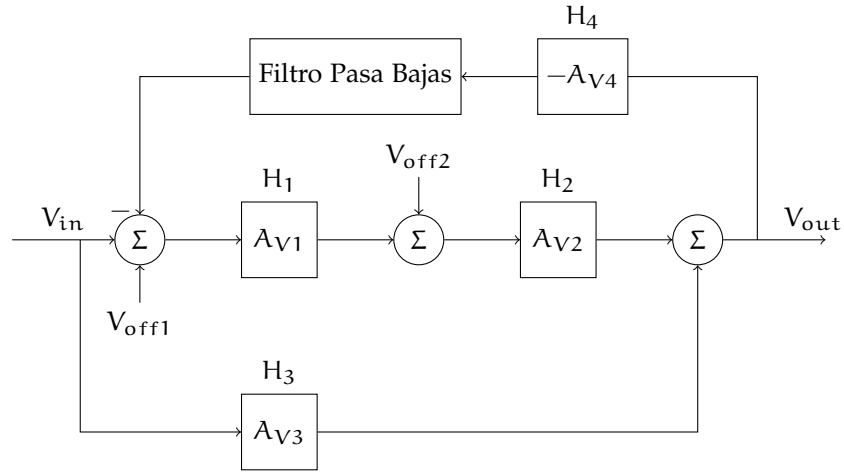 H4
Filtro Pasa Bajas
−AV4
Voff2
−
H1
H2
Vin
Vout
Σ
AV1
Σ
AV2
Σ
Voff1
H3
AV3